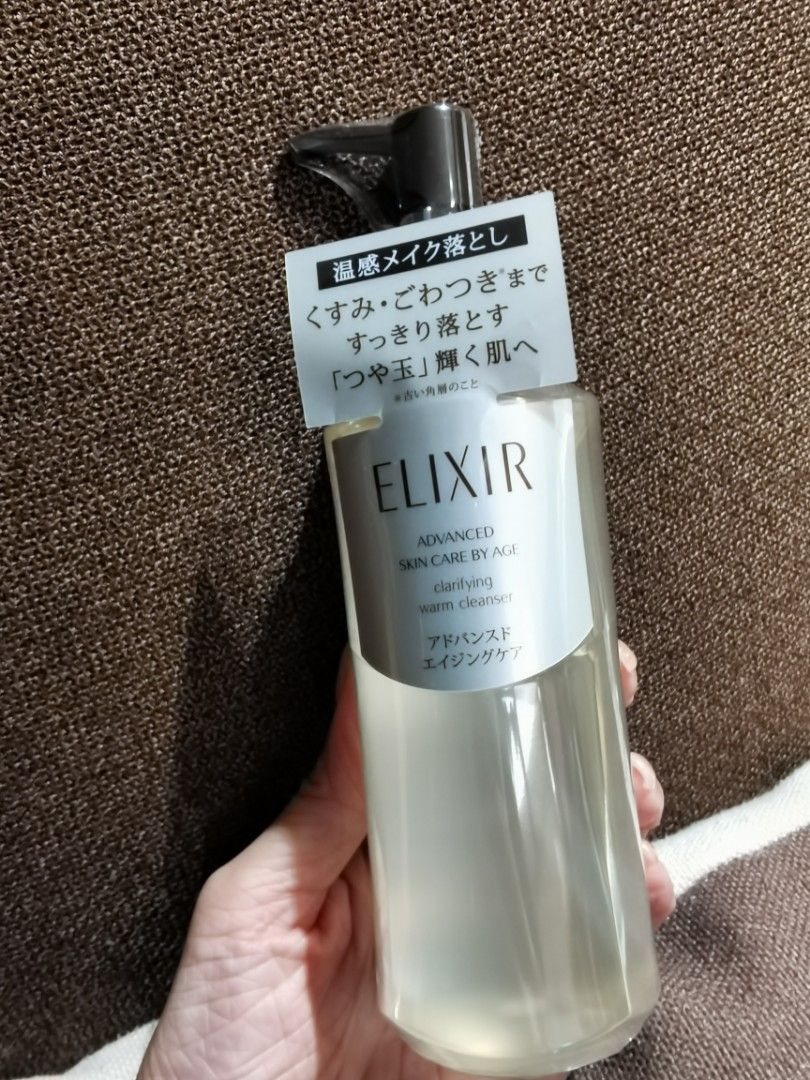 温感メイク落とし
くすみ・ごわつき※まで
すっきり落とす
「つや玉」輝く肌へ
※古い角層のこと
ELIXIR
ADVANCED
SKIN CARE BY AGE
clarifying
warm cleanser
アドバンスド
エイジングケア